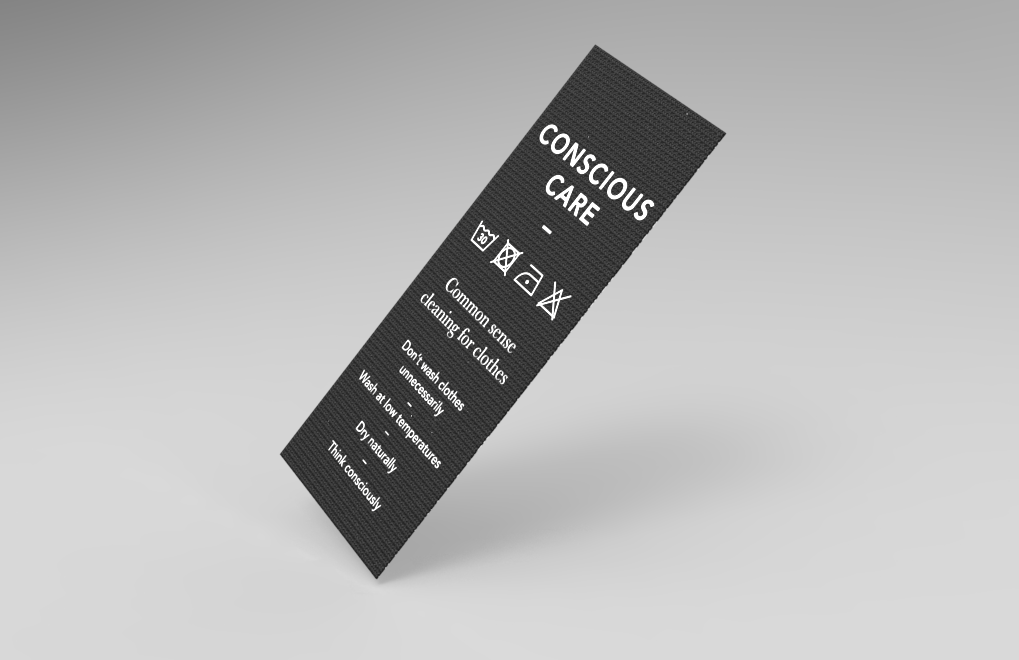 CONSCIOUS
CARE
-
30
Common sense
cleaning for clothes
Don't wash clothes
unnecessarily
-
Wash at low temperatures
-
Dry naturally
-
Think consciously